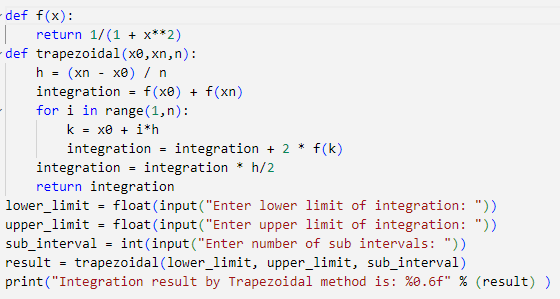 def f(x):
    return 1/(1 + x**2)
def trapezoidal(x0,xn,n):
    h = (xn - x0) / n
    integration = f(x0) + f(xn)
    for i in range(1,n):
        k = x0 + i*h
        integration = integration + 2 * f(k)
    integration = integration * h/2
    return integration
lower_limit = float(input("Enter lower limit of integration: "))
upper_limit = float(input("Enter upper limit of integration: "))
sub_interval = int(input("Enter number of sub intervals: "))
result = trapezoidal(lower_limit, upper_limit, sub_interval)
print("Integration result by Trapezoidal method is: %0.6f" % (result) )